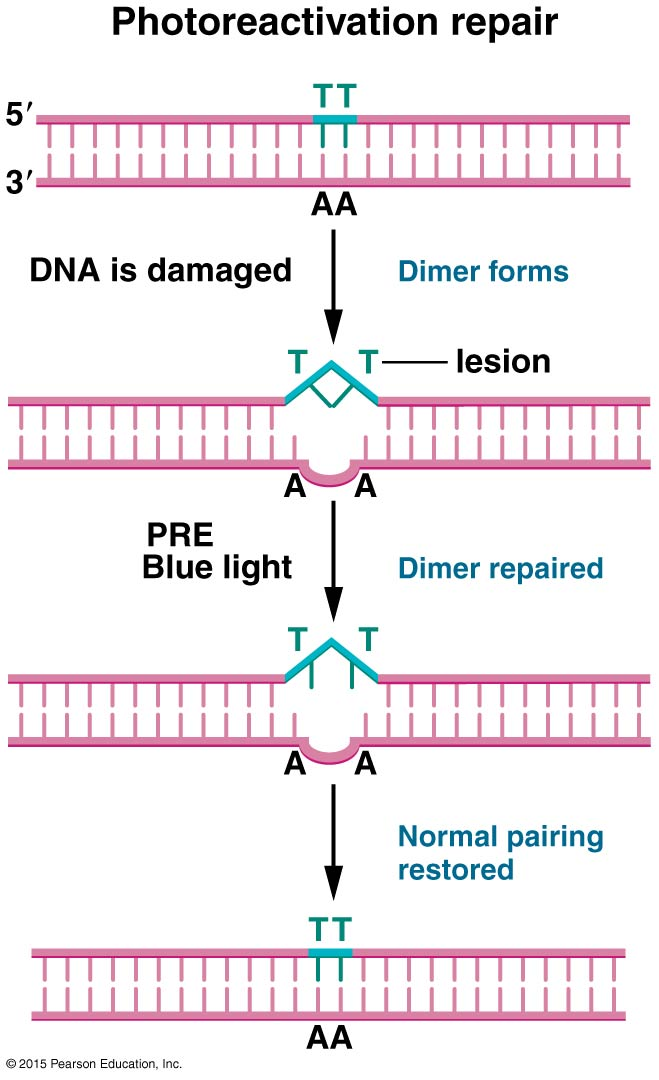 Photoreactivation repair
TT
5′
3′
AA
DNA is damaged
Dimer forms
T T lesion
A A
PRE
Blue light
Dimer repaired
T T
A A
Normal pairing
restored
TT
AA
© 2015 Pearson Education, Inc.